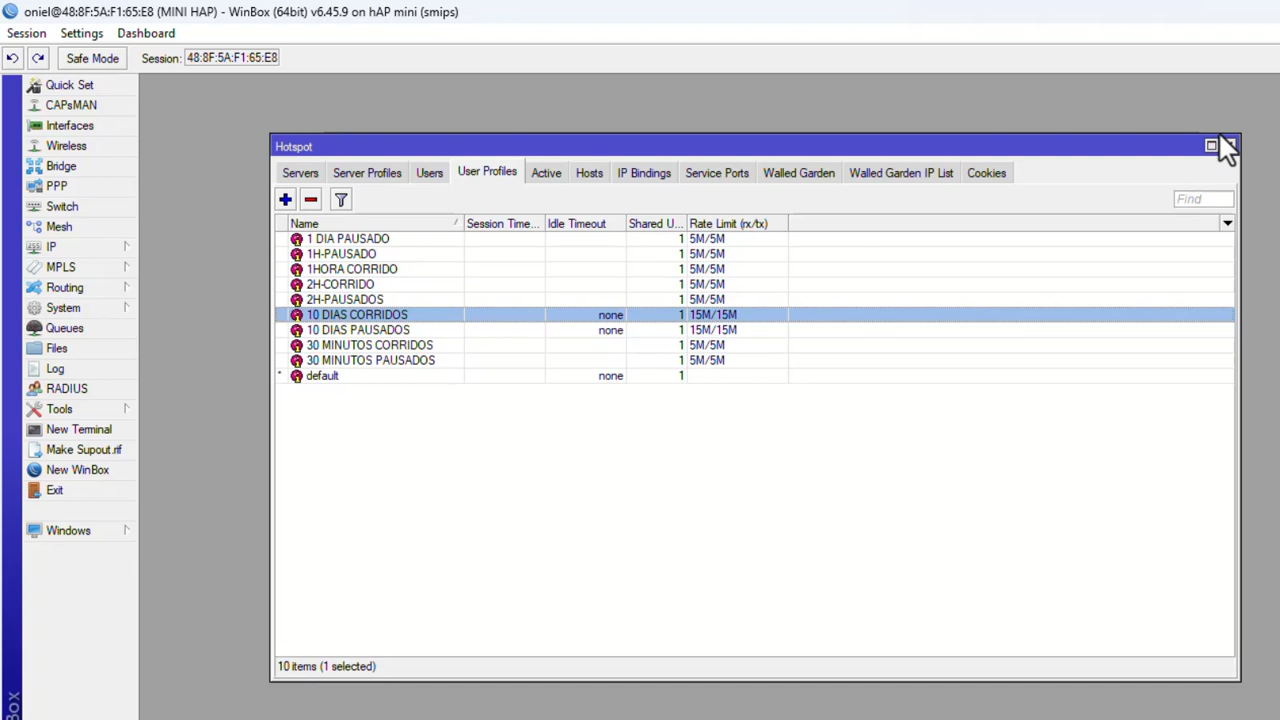 oniel@48:8F:5A:F1:65:E8 (MINI HAP) - WinBox (64bit) v6.45.9 on hAP mini (smips)
Session Settings Dashboard
Safe Mode Session: 48:8F:5A:F1:65:E8
Quick Set
CAPsMAN
Interfaces
Wireless
Bridge
PPP
Switch
Mesh
IP
MPLS
Routing
System
Queues
Files
Log
RADIUS
Tools
New Terminal
Make Supout.rif
New WinBox
Exit
Windows
Hotspot
Servers Server Profiles Users User Profiles Active Hosts IP Bindings Service Ports Walled Garden Walled Garden IP List Cookies
Find
Name Session Time... Idle Timeout Shared U... Rate Limit (rx/tx)
1 DIA PAUSADO 1 5M/5M
1H-PAUSADO 1 5M/5M
1HORA CORRIDO 1 5M/5M
2H-CORRIDO 1 5M/5M
2H-PAUSADOS 1 5M/5M
10 DIAS CORRIDOS none 1 15M/15M
10 DIAS PAUSADOS none 1 15M/15M
30 MINUTOS CORRIDOS 1 5M/5M
30 MINUTOS PAUSADOS 1 5M/5M
* default none 1
10 items (1 selected)